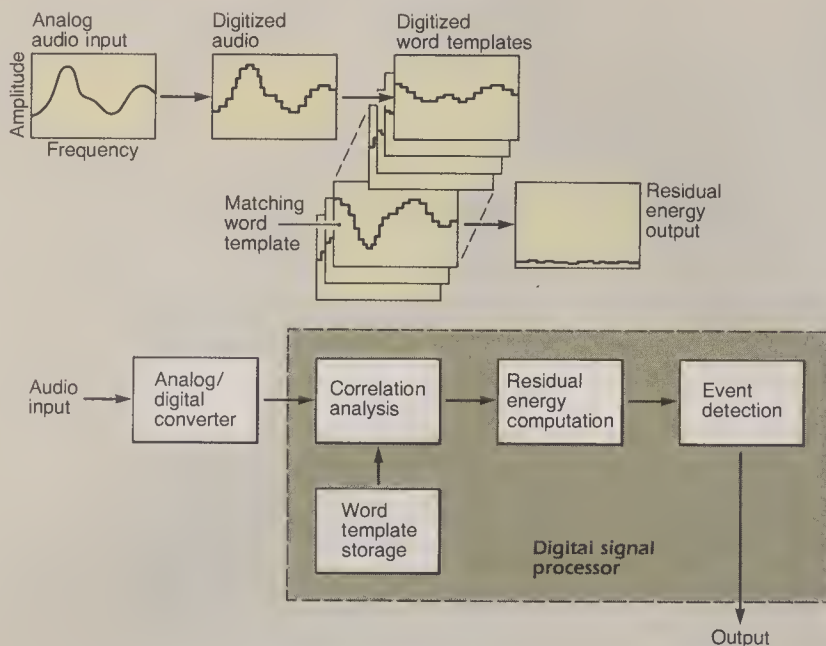 Analog
audio input
Digitized
audio
Digitized
word templates
Amplitude
Frequency
Matching
word
template
Residual
energy
output
Audio
input
Analog/
digital
converter
Correlation
analysis
Residual
energy
computation
Event
detection
Word
template
storage
Digital signal
processor
Output